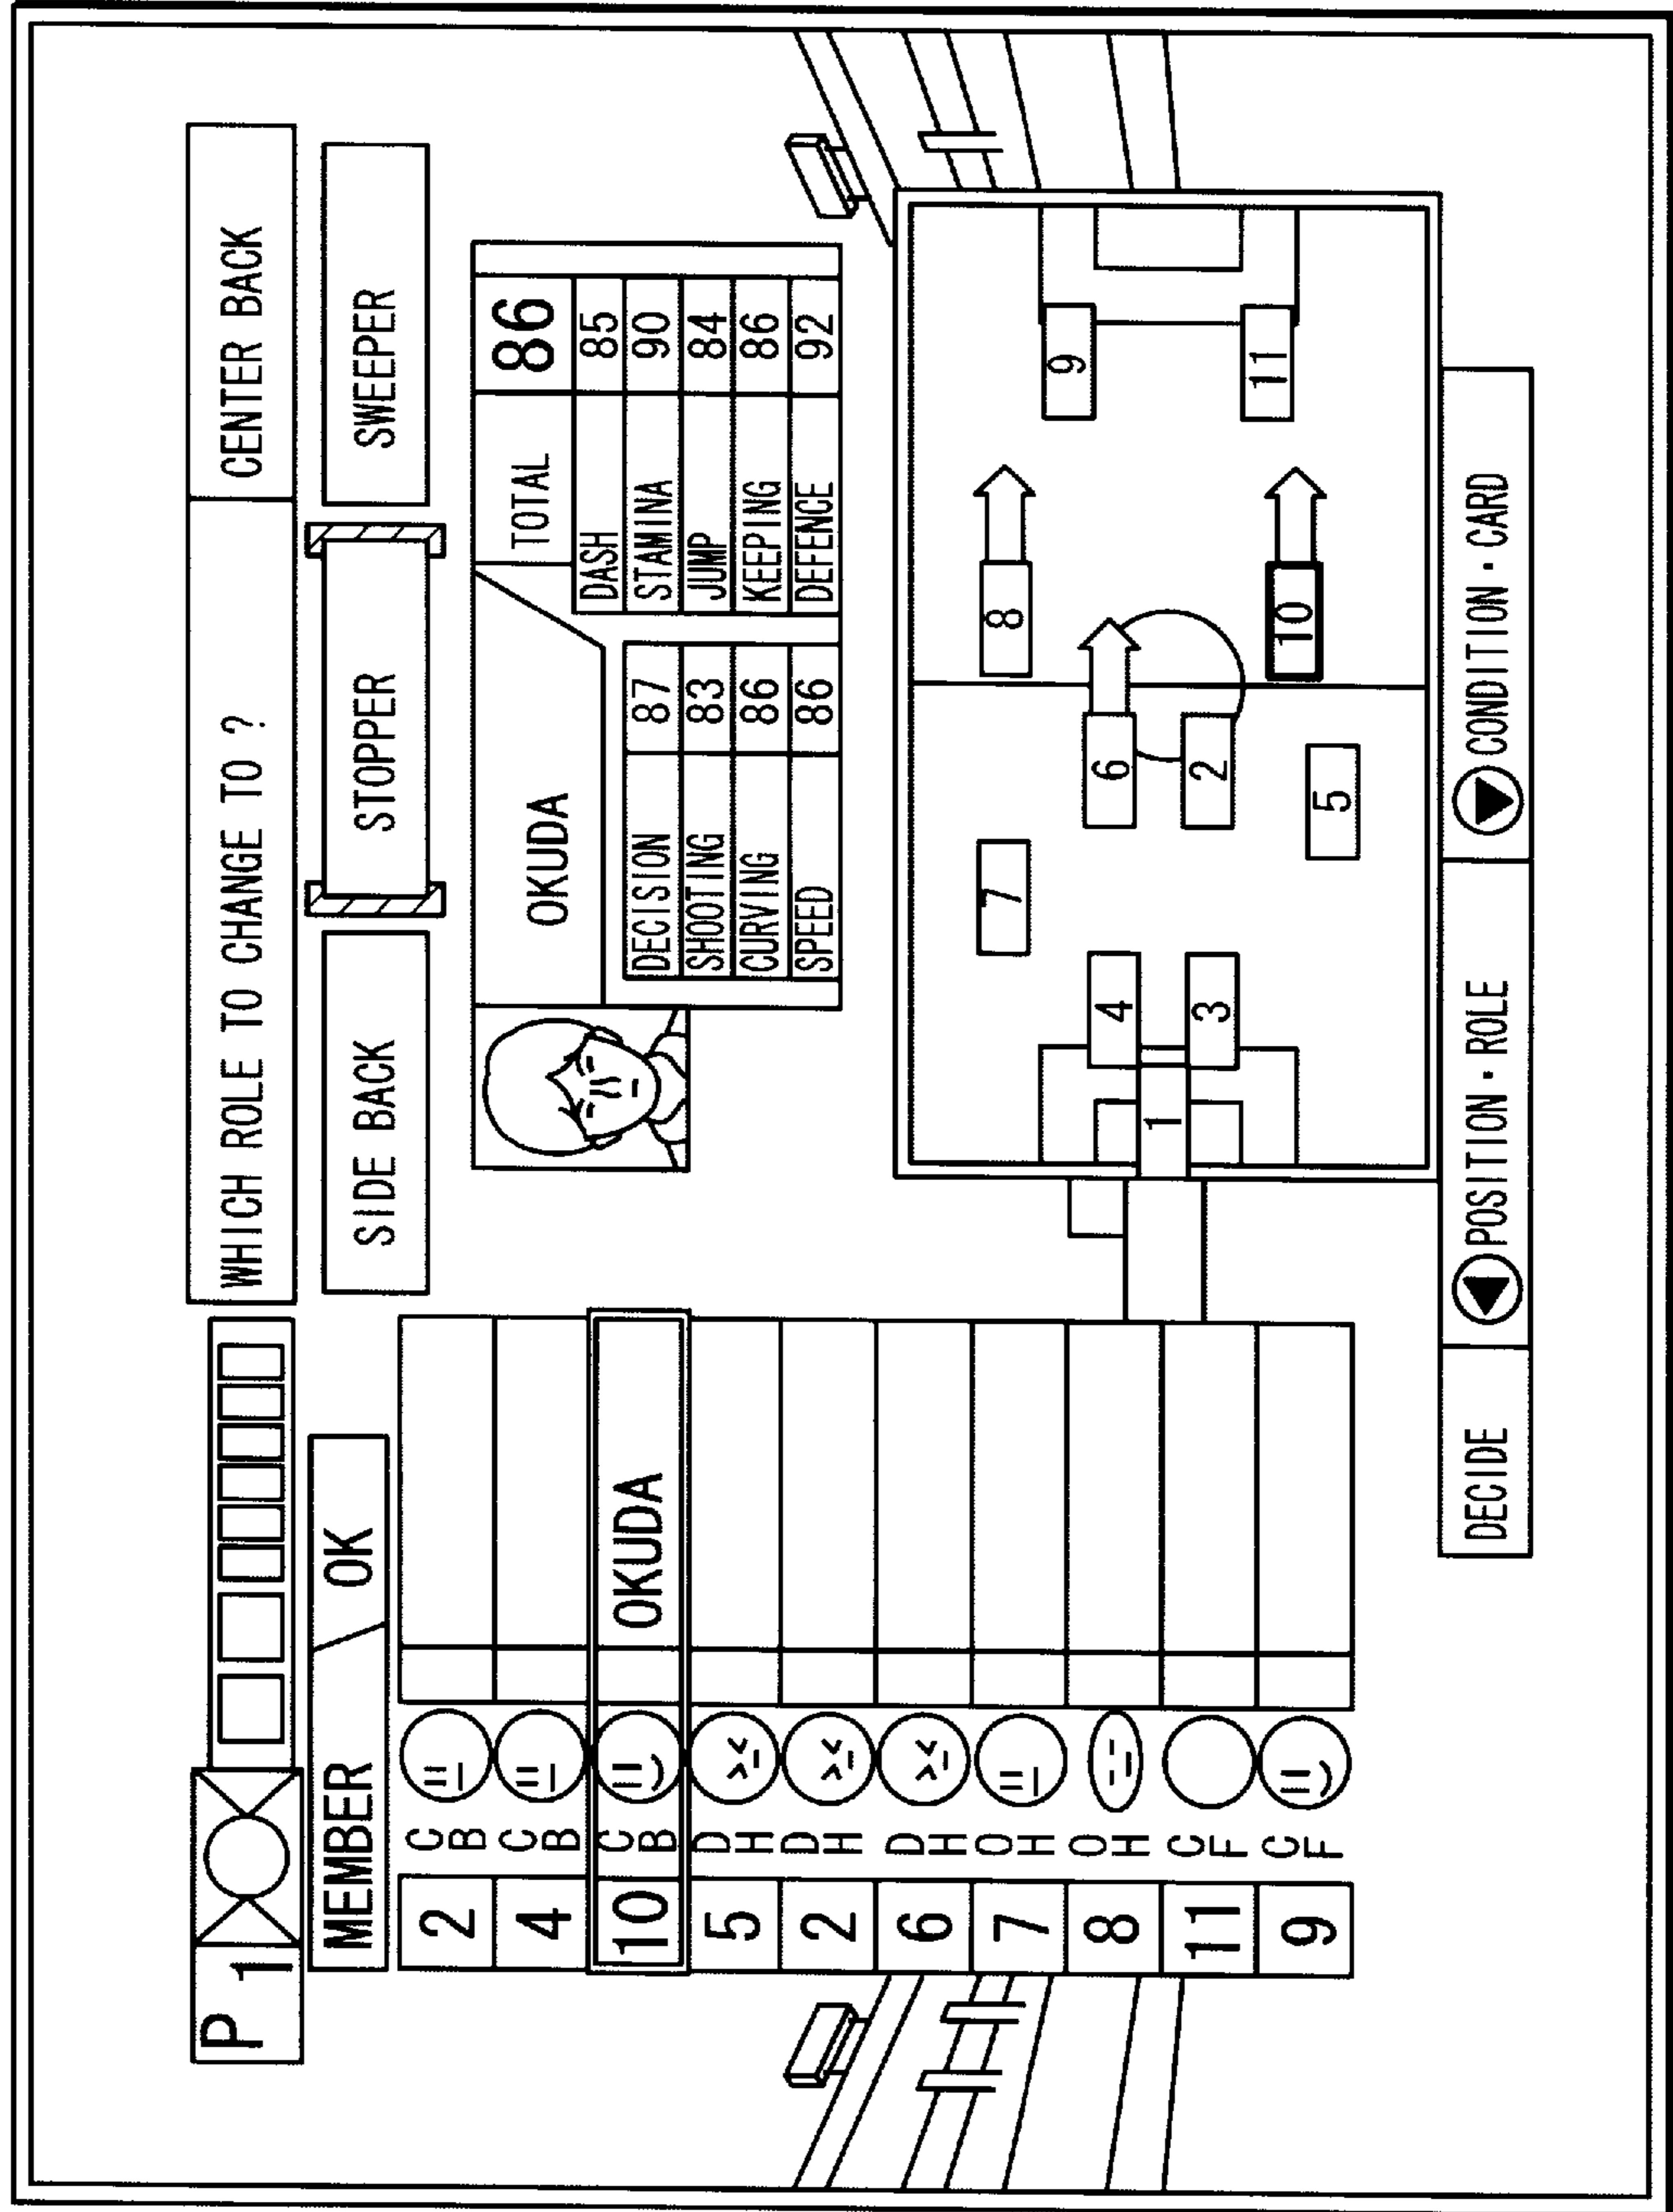 P 1
WHICH ROLE TO CHANGE TO ? CENTER BACK
MEMBER OK
SIDE BACK STOPPER SWEEPER
2 CB
4 CB
10 CB OKUDA
5 DH
2 DH
6 DH
7 OH
8 OH
11 CF
9 CF
OKUDA TOTAL 86
DASH 85
DECISION 87 STAMINA 90
SHOOTING 83 JUMP 84
CURVING 86 KEEPING 86
SPEED 86 DEFENCE 92
7
8
9
4
6
1
3
2
10
11
5
DECIDE ▲ POSITION・ROLE ▼ CONDITION・CARD